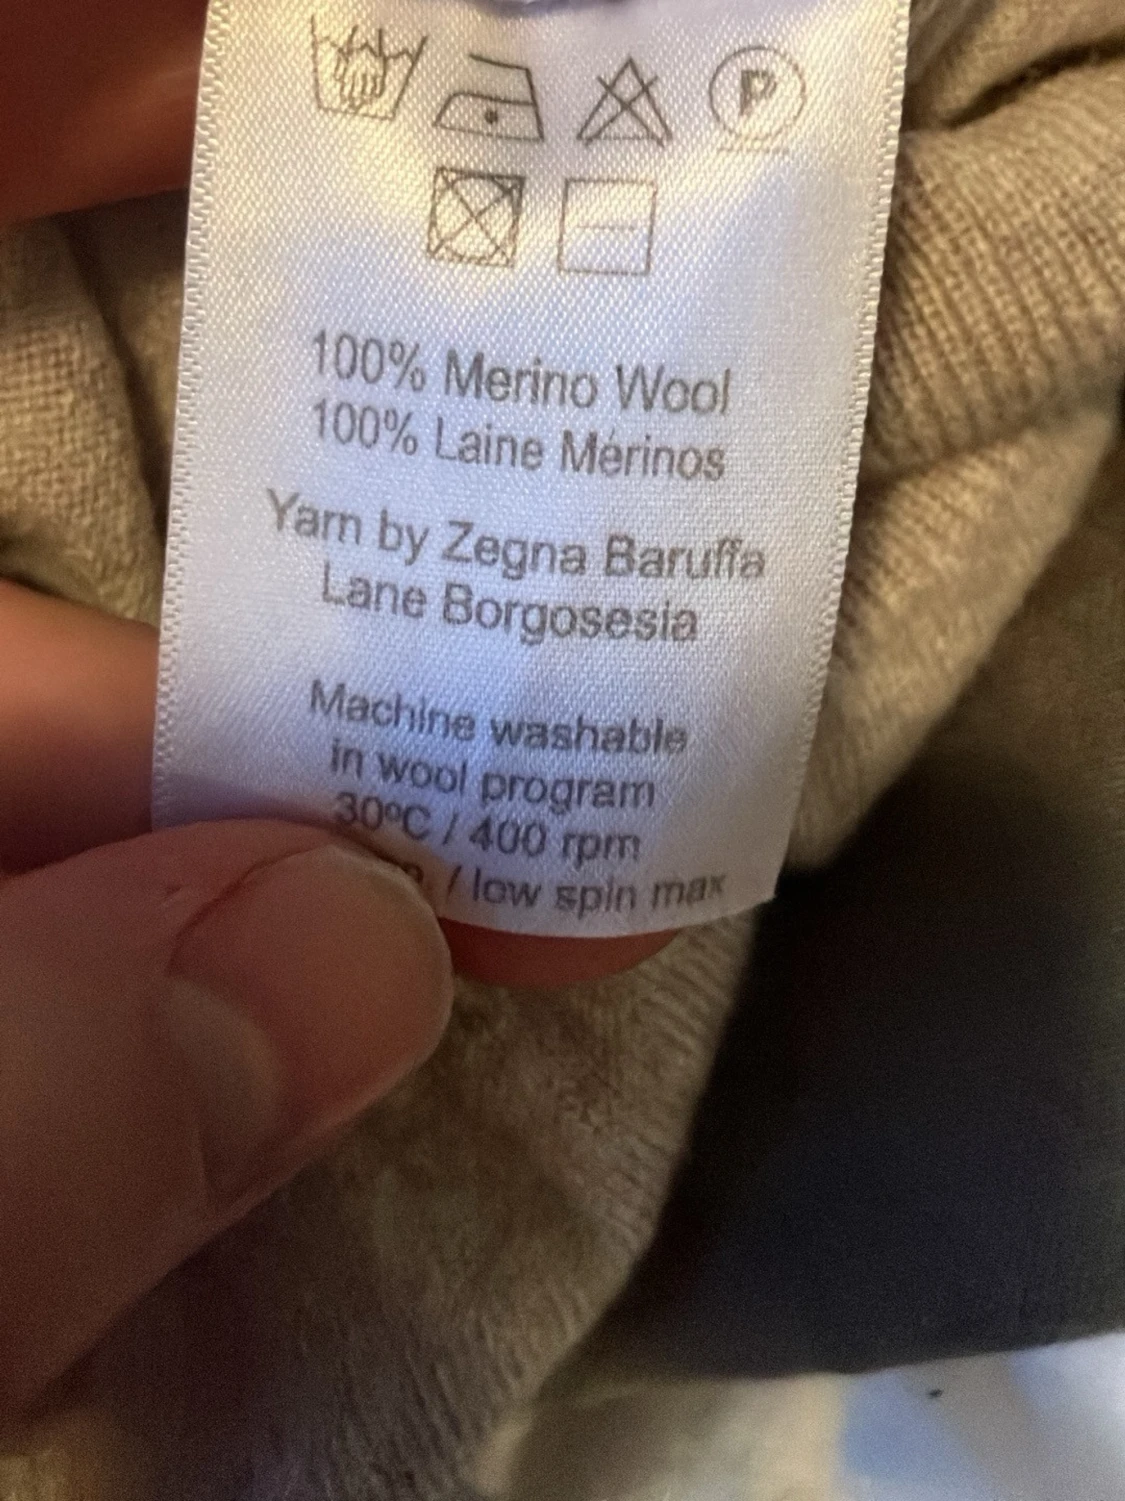 P
100% Merino Wool
100% Laine Mérinos
Yarn by Zegna Baruffa
Lane Borgosesia
Machine washable
in wool program
30ºC / 400 rpm
/ low spin max